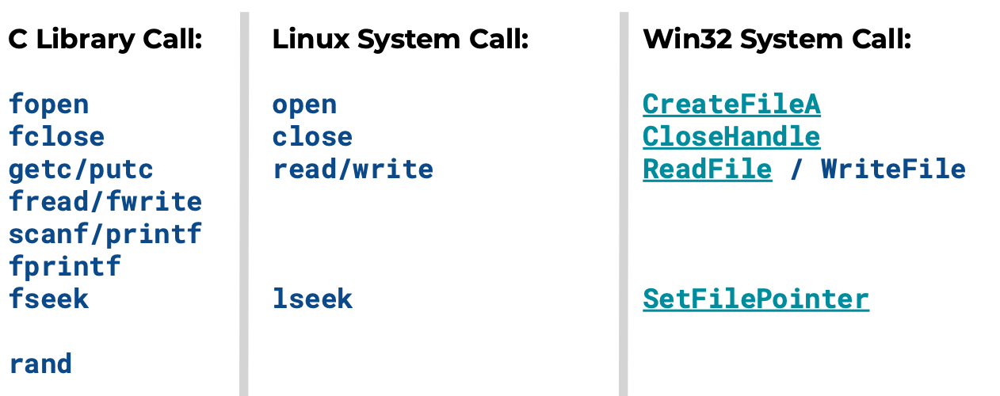 C Library Call:
fopen
fclose
getc/putc
fread/fwrite
scanf/printf
fprintf
fseek
rand
Linux System Call:
open
close
read/write
lseek
Win32 System Call:
CreateFileA
CloseHandle
ReadFile / WriteFile
SetFilePointer